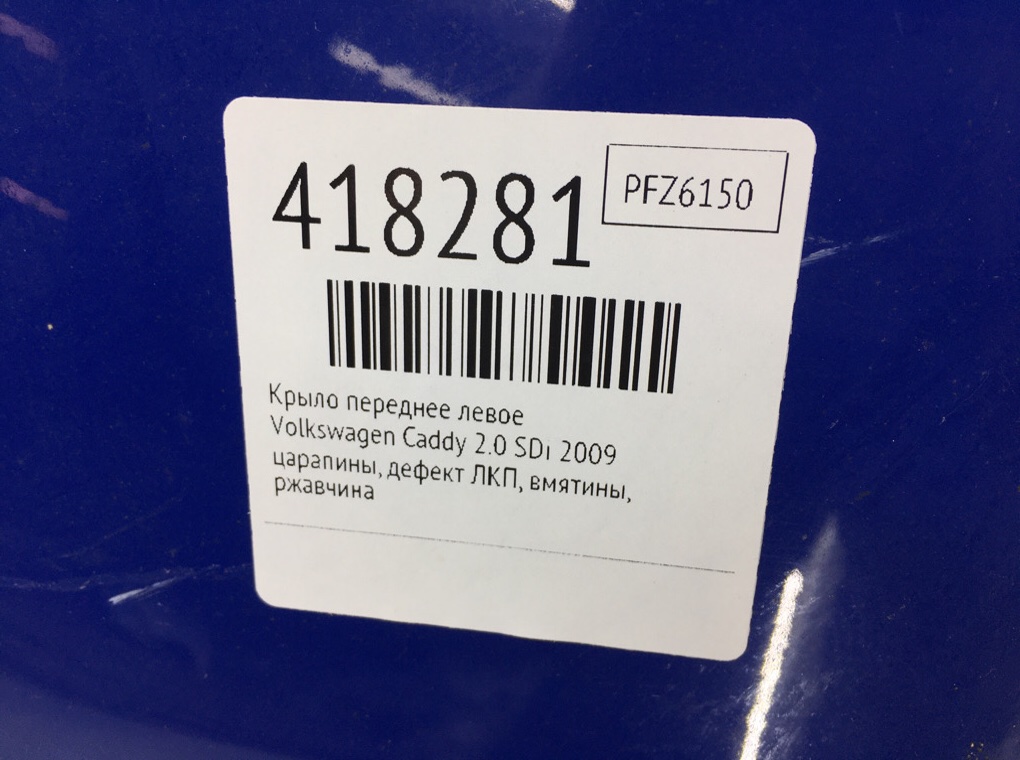 418281
PFZ6150
Крыло переднее левое
Volkswagen Caddy 2.0 SDi 2009
царапины, дефект ЛКП, вмятины,
ржавчина